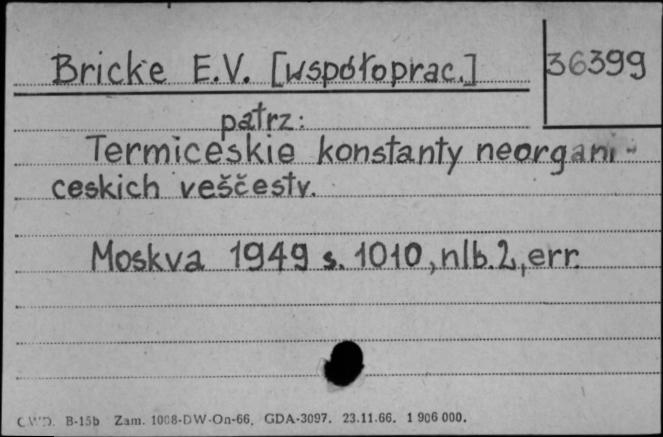 Bricke E.V. [współoprac.] 36399
patrz:
Termiceskie konstanty neorgani-
ceskich veščestv.
Moskva 1949 s. 1010, nlb. 2, err.
CWD. B-15b Zam. 1008-DW-On-66. GDA-3097. 23.11.66. 1 906 000.